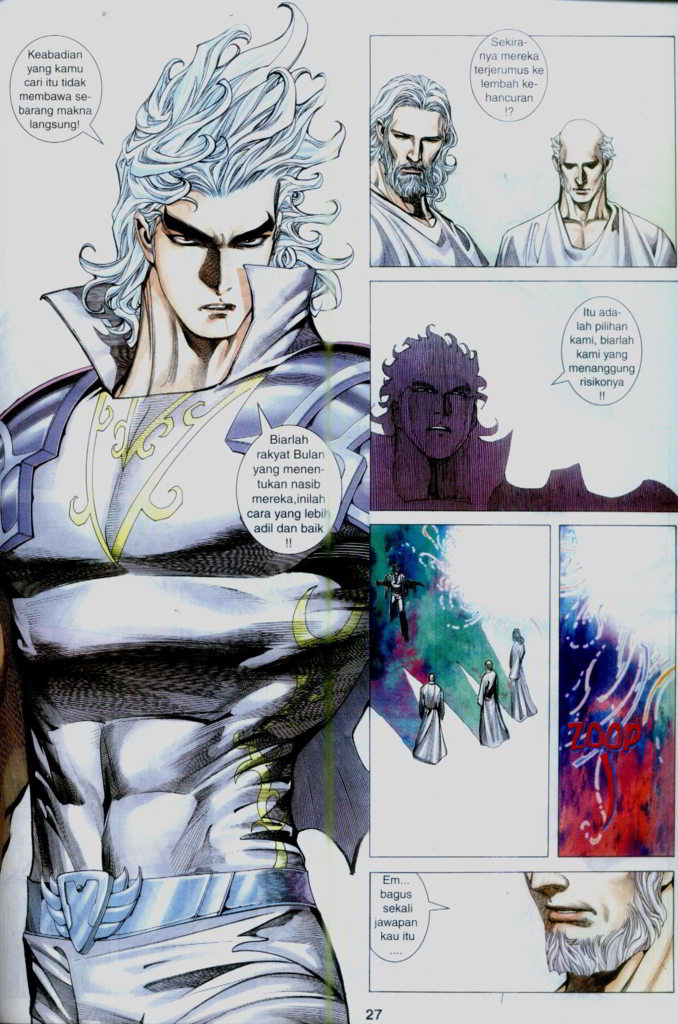 Keabadian
yang kamu
cari itu tidak
membawa se-
barang makna
langsung!
Biarlah
rakyat Bulan
yang menen-
tukan nasib
mereka,inilah
cara yang lebih
adil dan baik
!!
Sekira-
nya mereka
terjerumus ke
lembah ke-
hancuran
!?
Itu ada-
lah pilihan
kami, biarlah
kami yang
menanggung
risikonya
!!
ZOOP
Em...
bagus
sekali
jawapan
kau itu
....
27